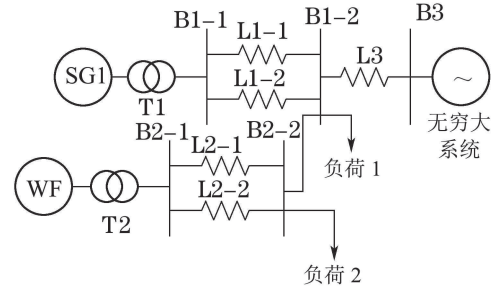 B1-1
B1-2
B3
L1-1
L3
SG1
L1-2
~
T1
无穷大
系统
B2-1
B2-2
负荷 1
L2-1
WF
L2-2
T2
负荷 2